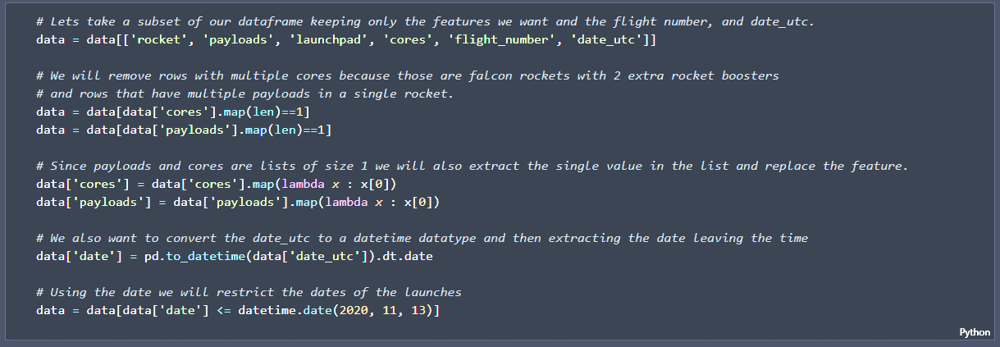 # Lets take a subset of our dataframe keeping only the features we want and the flight number, and date_utc.
data = data[['rocket', 'payloads', 'launchpad', 'cores', 'flight_number', 'date_utc']]
# We will remove rows with multiple cores because those are falcon rockets with 2 extra rocket boosters
# and rows that have multiple payloads in a single rocket.
data = data[data['cores'].map(len)==1]
data = data[data['payloads'].map(len)==1]
# Since payloads and cores are lists of size 1 we will also extract the single value in the list and replace the feature.
data['cores'] = data['cores'].map(lambda x : x[0])
data['payloads'] = data['payloads'].map(lambda x : x[0])
# We also want to convert the date_utc to a datetime datatype and then extracting the date leaving the time
data['date'] = pd.to_datetime(data['date_utc']).dt.date
# Using the date we will restrict the dates of the launches
data = data[data['date'] <= datetime.date(2020, 11, 13)]
Python